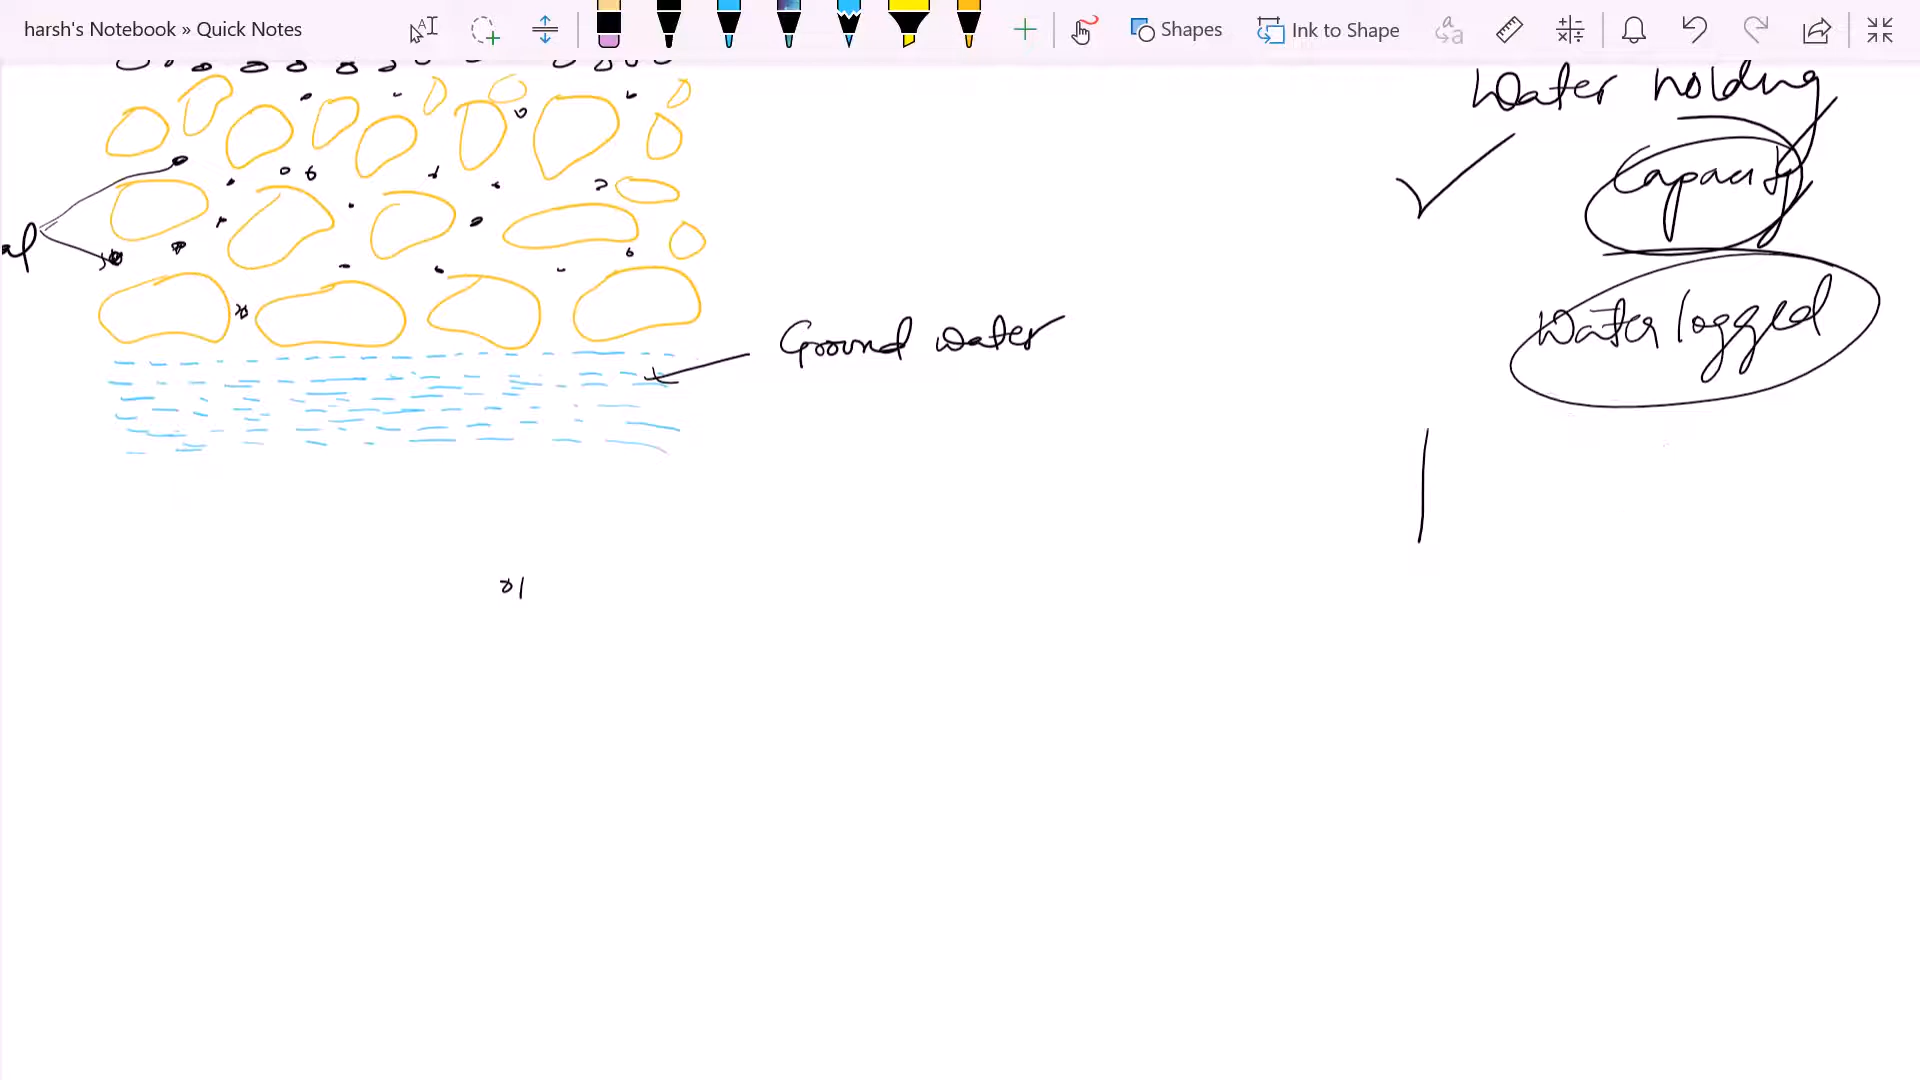 harsh's Notebook » Quick Notes
Shapes
Ink to Shape
Water holding
Capacity
Water logged
Ground water